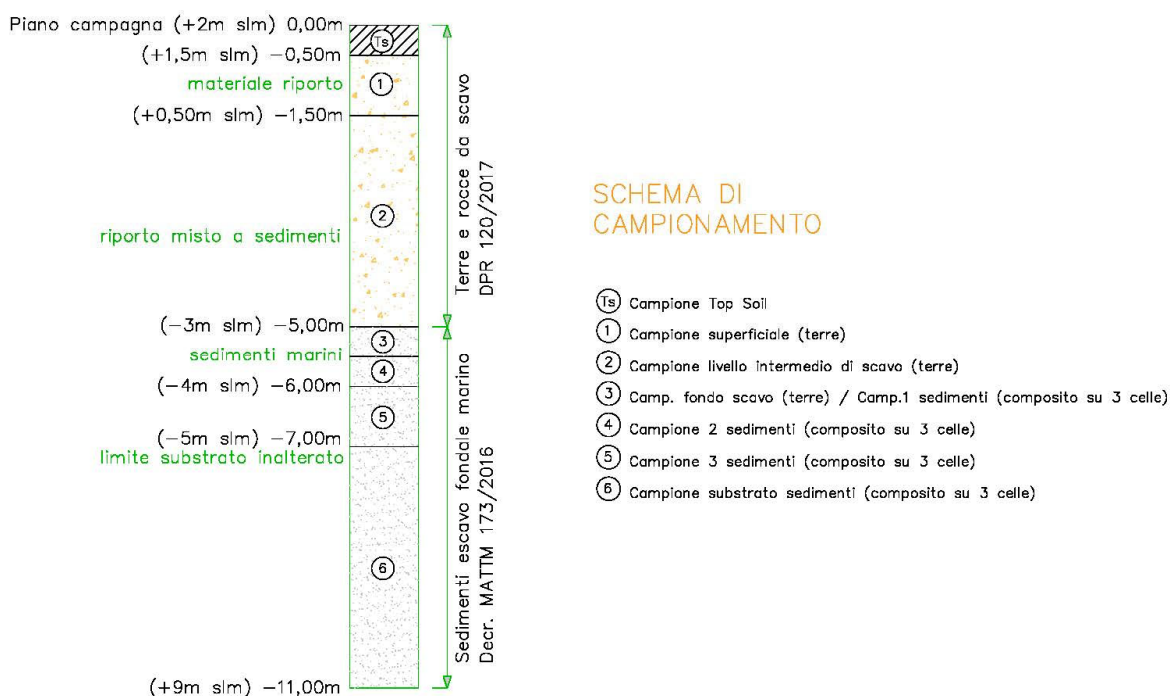 Piano campagna (+2m slm) 0,00m
Ts
(+1,5m slm) -0,50m
materiale riporto
1
(+0,50m slm) -1,50m
2
riporto misto a sedimenti
(-3m slm) -5,00m
3
sedimenti marini
4
(-4m slm) -6,00m
5
(-5m slm) -7,00m
limite substrato inalterato
6
(+9m slm) -11,00m
Terre e rocce da scavo
DPR 120/2017
Sedimenti escavo fondale marino
Decr. MATTM 173/2016
SCHEMA DI
CAMPIONAMENTO
Ts Campione Top Soil
1 Campione superficiale (terre)
2 Campione livello intermedio di scavo (terre)
3 Camp. fondo scavo (terre) / Camp.1 sedimenti (composito su 3 celle)
4 Campione 2 sedimenti (composito su 3 celle)
5 Campione 3 sedimenti (composito su 3 celle)
6 Campione substrato sedimenti (composito su 3 celle)